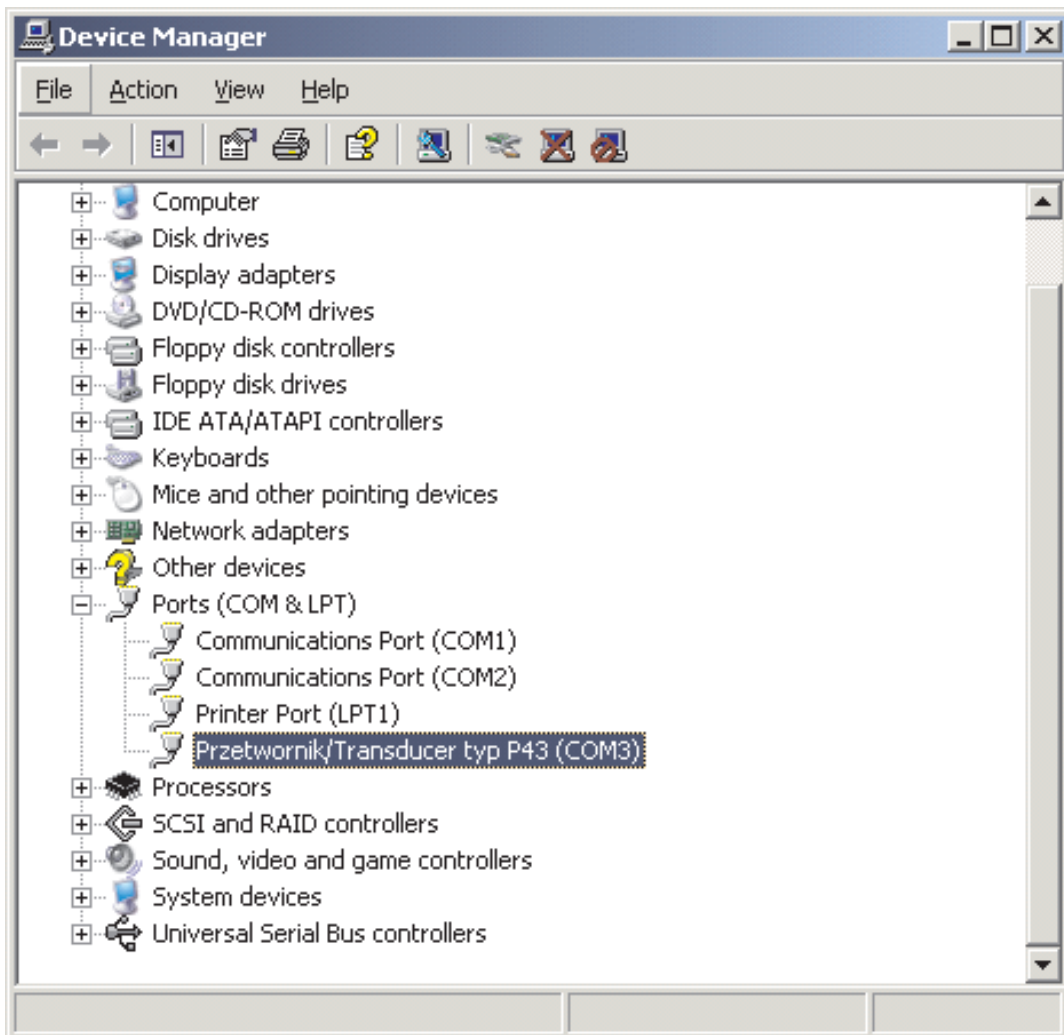 Device Manager
File Action View Help
Computer
Disk drives
Display adapters
DVD/CD-ROM drives
Floppy disk controllers
Floppy disk drives
IDE ATA/ATAPI controllers
Keyboards
Mice and other pointing devices
Network adapters
Other devices
Ports (COM & LPT)
Communications Port (COM1)
Communications Port (COM2)
Printer Port (LPT1)
Przetwornik/Transducer typ P43 (COM3)
Processors
SCSI and RAID controllers
Sound, video and game controllers
System devices
Universal Serial Bus controllers